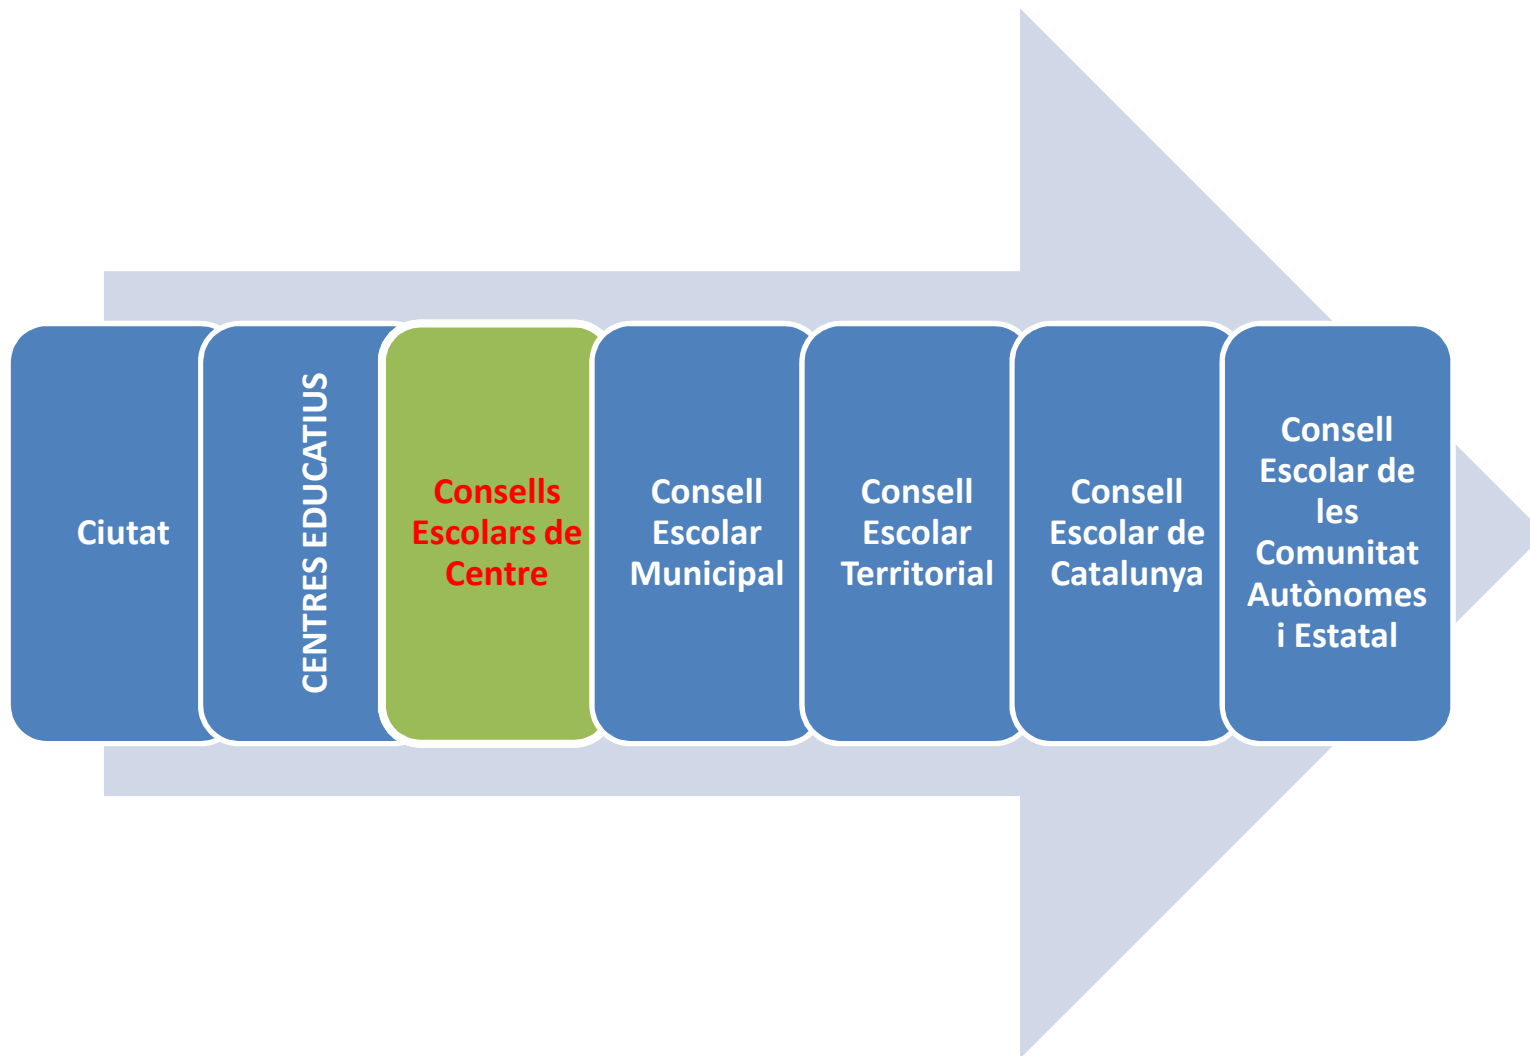 Ciutat
CENTRES EDUCATIUS
Consells
Escolars de
Centre
Consell
Escolar
Municipal
Consell
Escolar
Territorial
Consell
Escolar de
Catalunya
Consell
Escolar de
les
Comunitat
Autònomes
i Estatal